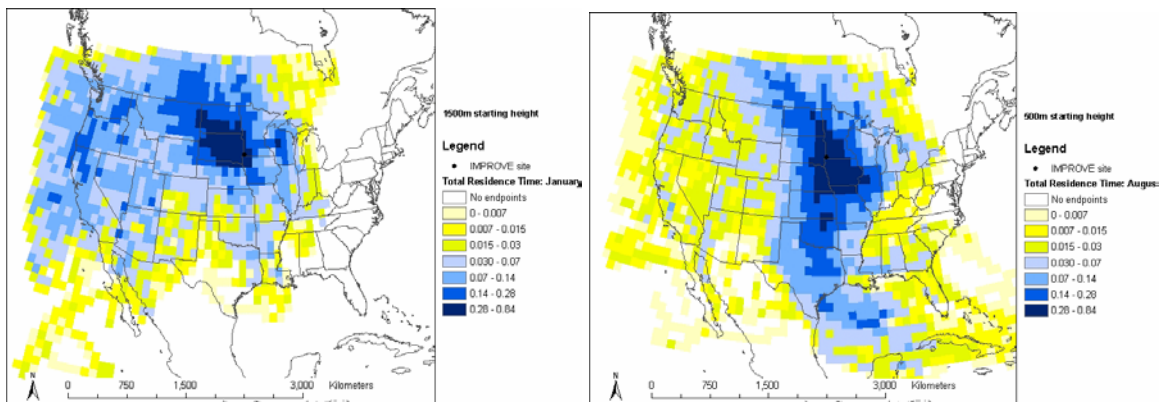 1500m starting height
Legend
IMPROVE site
Total Residence Time: January
No endpoints
0 - 0.007
0.007 - 0.015
0.015 - 0.03
0.030 - 0.07
0.07 - 0.14
0.14 - 0.28
0.28 - 0.84
N
0 750 1,500 3,000 Kilometers
500m starting height
Legend
IMPROVE site
Total Residence Time: Augus
No endpoints
0 - 0.007
0.007 - 0.015
0.015 - 0.03
0.030 - 0.07
0.07 - 0.14
0.14 - 0.28
0.28 - 0.84
N
0 750 1,500 3,000 Kilometers